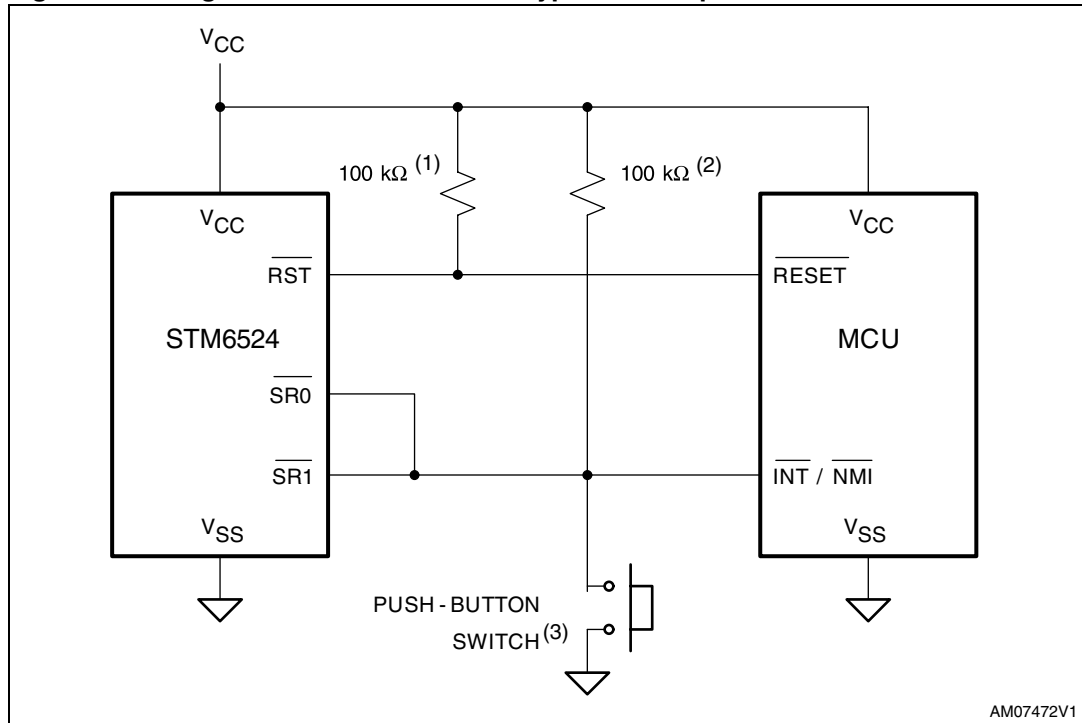 VCC
100 kΩ (1)
100 kΩ (2)
VCC
RST
STM6524
SR0
SR1
VSS
VCC
RESET
MCU
INT / NMI
VSS
PUSH - BUTTON
SWITCH(3)
AM07472V1